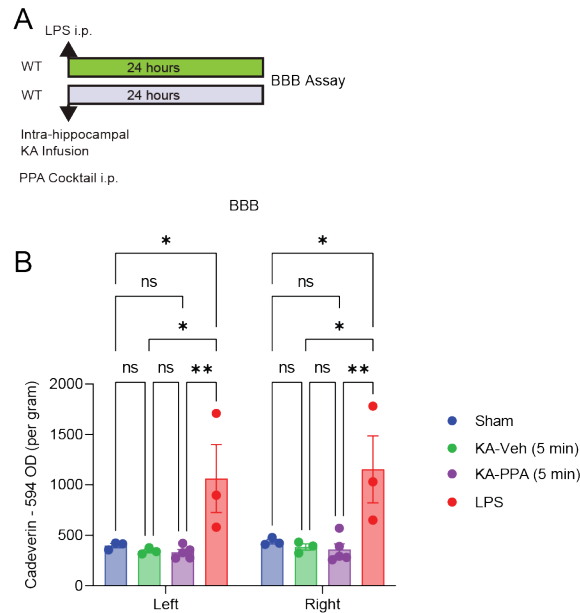 A
LPS i.p.
WT
24 hours
BBB Assay
WT
24 hours
Intra-hippocampal
KA Infusion
PPA Cocktail i.p.
BBB
B
*
*
ns
ns
*
*
ns
ns
**
ns
ns
**
Cadeverin - 594 OD (per gram)
2000
1500
1000
500
0
Left
Right
Sham
KA-Veh (5 min)
KA-PPA (5 min)
LPS